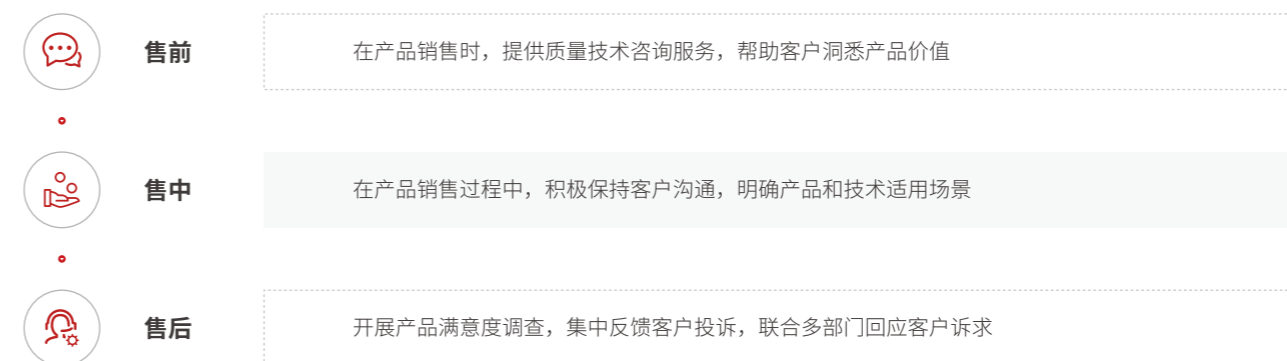 售前
在产品销售时，提供质量技术咨询服务，帮助客户洞悉产品价值
售中
在产品销售过程中，积极保持客户沟通，明确产品和技术适用场景
售后
开展产品满意度调查，集中反馈客户投诉，联合多部门回应客户诉求